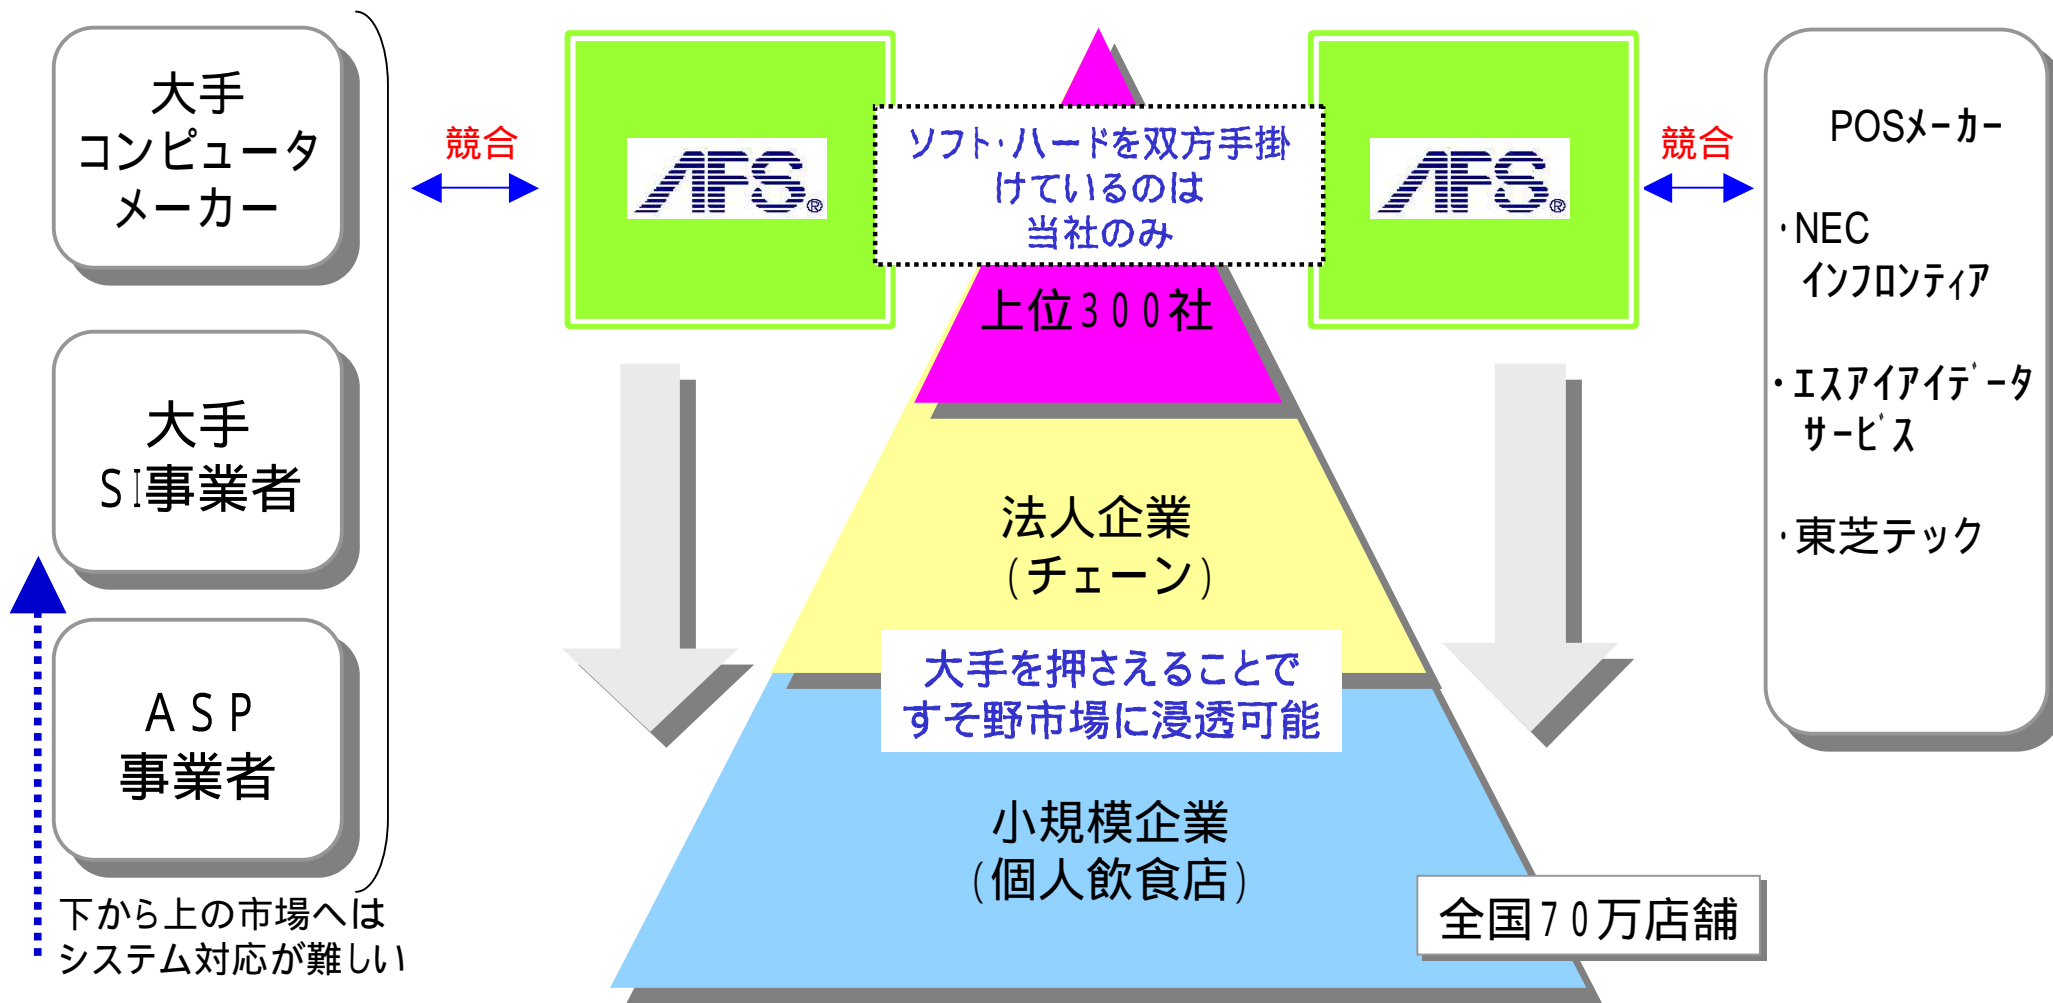 大手
コンピュータ
メーカー
大手
SI事業者
ASP
事業者
下から上の市場へは
システム対応が難しい
競合
AFS®
ソフト・ハードを双方手掛
けているのは
当社のみ
上位300社
法人企業
(チェーン)
大手を押さえることで
すそ野市場に浸透可能
小規模企業
(個人飲食店)
全国70万店舗
AFS®
競合
POSメーカー
・NEC
インフロンティア
・エスアイアイデータ
サービス
・東芝テック